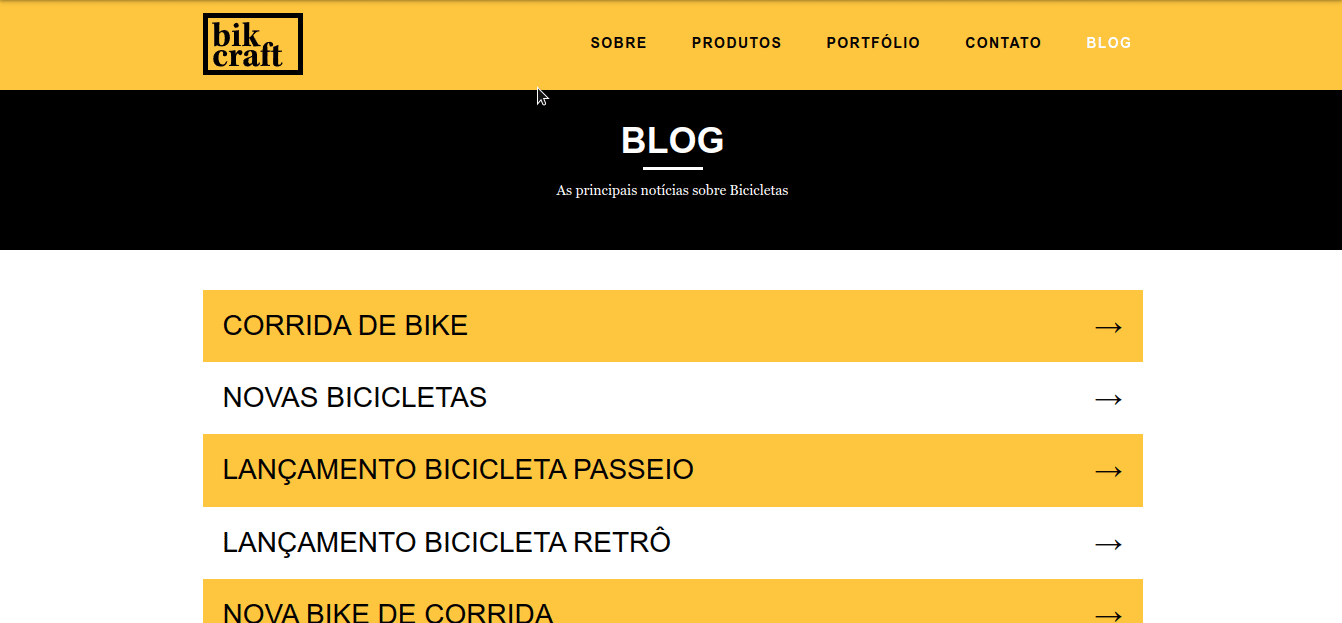 bik
craft
SOBRE PRODUTOS PORTFÓLIO CONTATO BLOG
BLOG
As principais notícias sobre Bicicletas
CORRIDA DE BIKE →
NOVAS BICICLETAS →
LANÇAMENTO BICICLETA PASSEIO →
LANÇAMENTO BICICLETA RETRÔ →
NOVA BIKE DE CORRIDA →